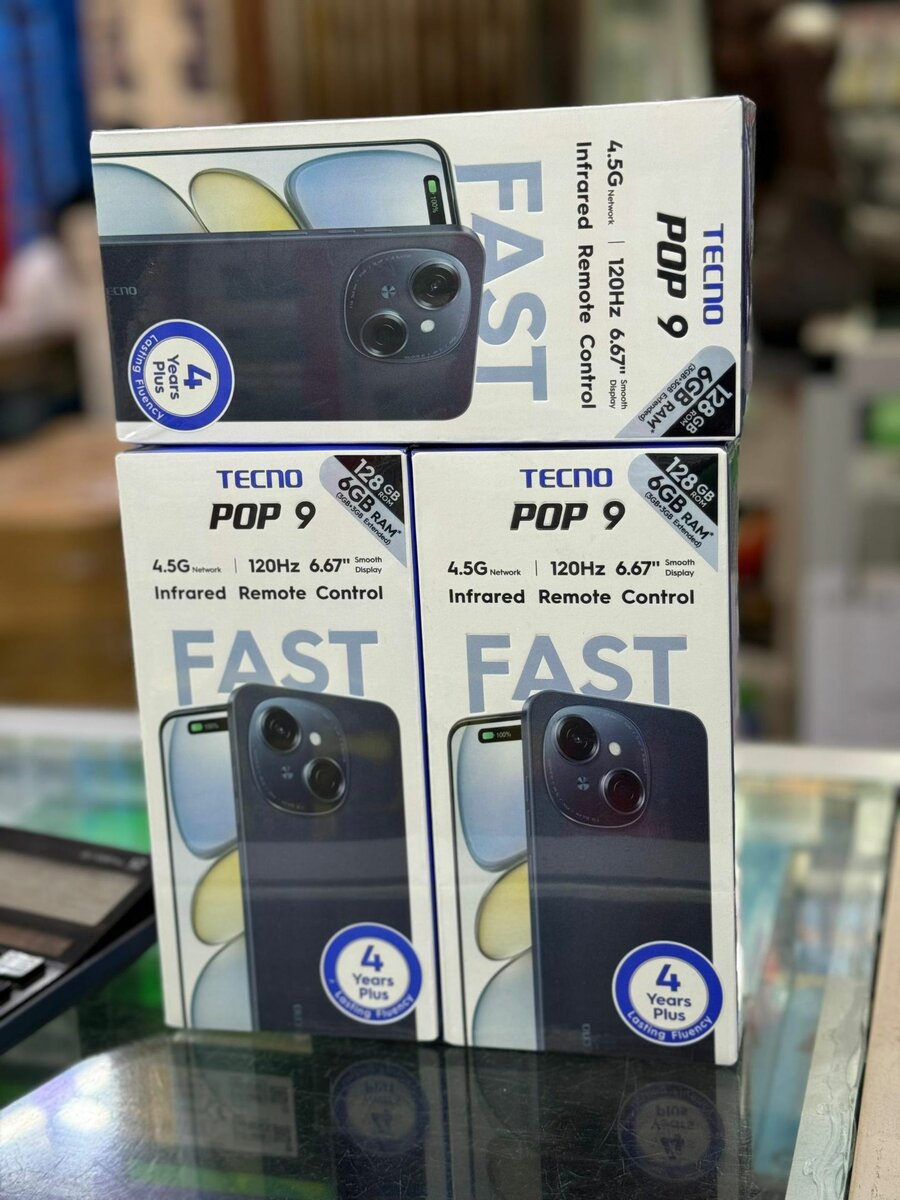 TECNO
POP 9
128 GB
ROM
6GB RAM*
(3GB+3GB Extended)
4.5G Network | 120Hz 6.67" Smooth Display
Infrared Remote Control
FAST
100%
TECNO
4
Years
Plus
Lasting Fluency
TECNO
POP 9
128 GB
ROM
6GB RAM*
(3GB+3GB Extended)
4.5G Network | 120Hz 6.67" Smooth Display
Infrared Remote Control
FAST
100%
4
Years
Plus
Lasting Fluency
TECNO
POP 9
128 GB
ROM
6GB RAM*
(3GB+3GB Extended)
4.5G Network | 120Hz 6.67" Smooth Display
Infrared Remote Control
FAST
100%
4
Years
Plus
Lasting Fluency